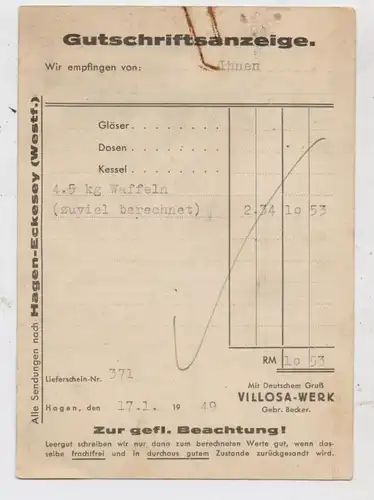 Gutschriftsanzeige.
Wir empfingen von: Ihnen
Gläser . . . . . . . .
Dosen . . . . . . . .
Kessel . . . . . . . .
4.5 kg Waffeln
(zuviel berechnet) 2.34 lo 53
RM lo 53
Lieferschein-Nr. 371
Mit Deutschem Gruß
VILLOSA-WERK
Gebr. Becker.
Hagen, den 17.1. 19 49
Zur gefl. Beachtung!
Leergut schreiben wir nur dann zum berechneten Werte gut, wenn das-
selbe frachtfrei und in durchaus gutem Zustande zurückgesandt wird.
Alle Sendungen nach Hagen-Eckesey (Westf.)